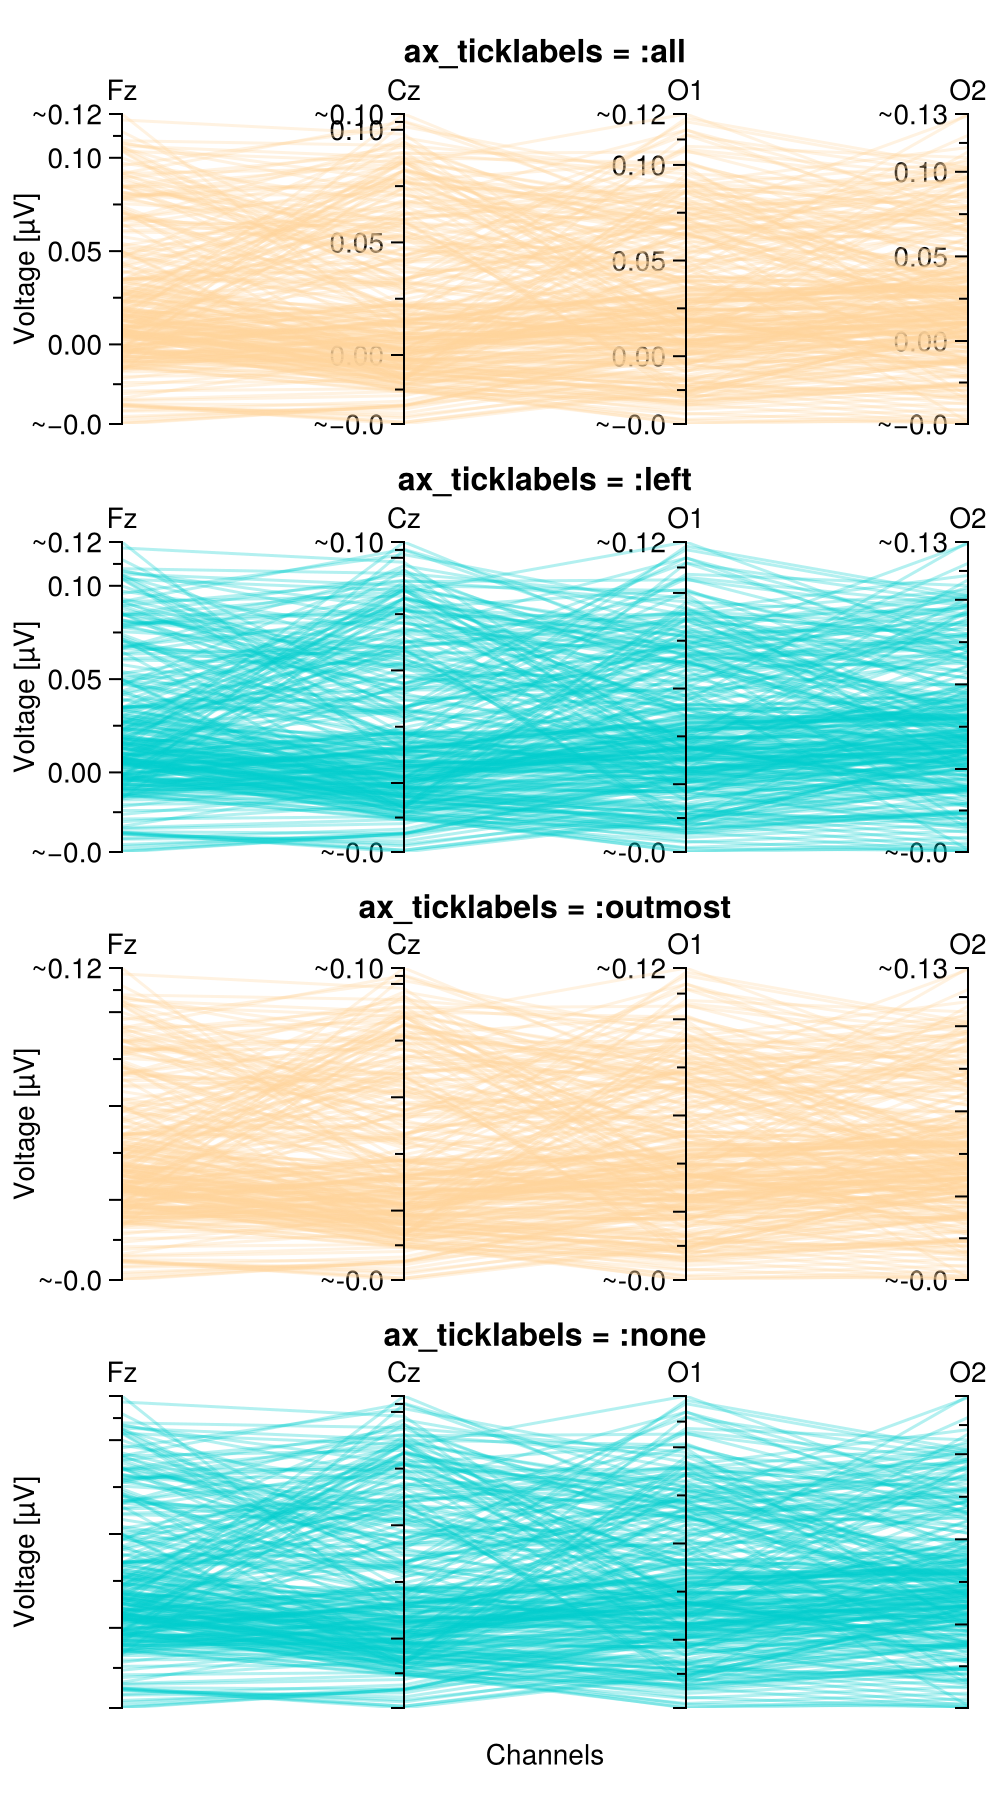 ax_ticklabels = :all
Fz Cz O1 O2
~0.12 ~0.10 ~0.12 ~0.13
0.10 0.10 0.10 0.10
0.05 0.05 0.05 0.05
0.00 0.00 0.00 0.00
~−0.0 ~−0.0 ~−0.0 ~−0.0
Voltage [µV]
ax_ticklabels = :left
Fz Cz O1 O2
~0.12 ~0.10 ~0.12 ~0.13
0.10
0.05
0.00
~−0.0 ~-0.0 ~-0.0 ~-0.0
Voltage [µV]
ax_ticklabels = :outmost
Fz Cz O1 O2
~0.12 ~0.10 ~0.12 ~0.13
~-0.0 ~-0.0 ~-0.0 ~-0.0
Voltage [µV]
ax_ticklabels = :none
Fz Cz O1 O2
Voltage [µV]
Channels